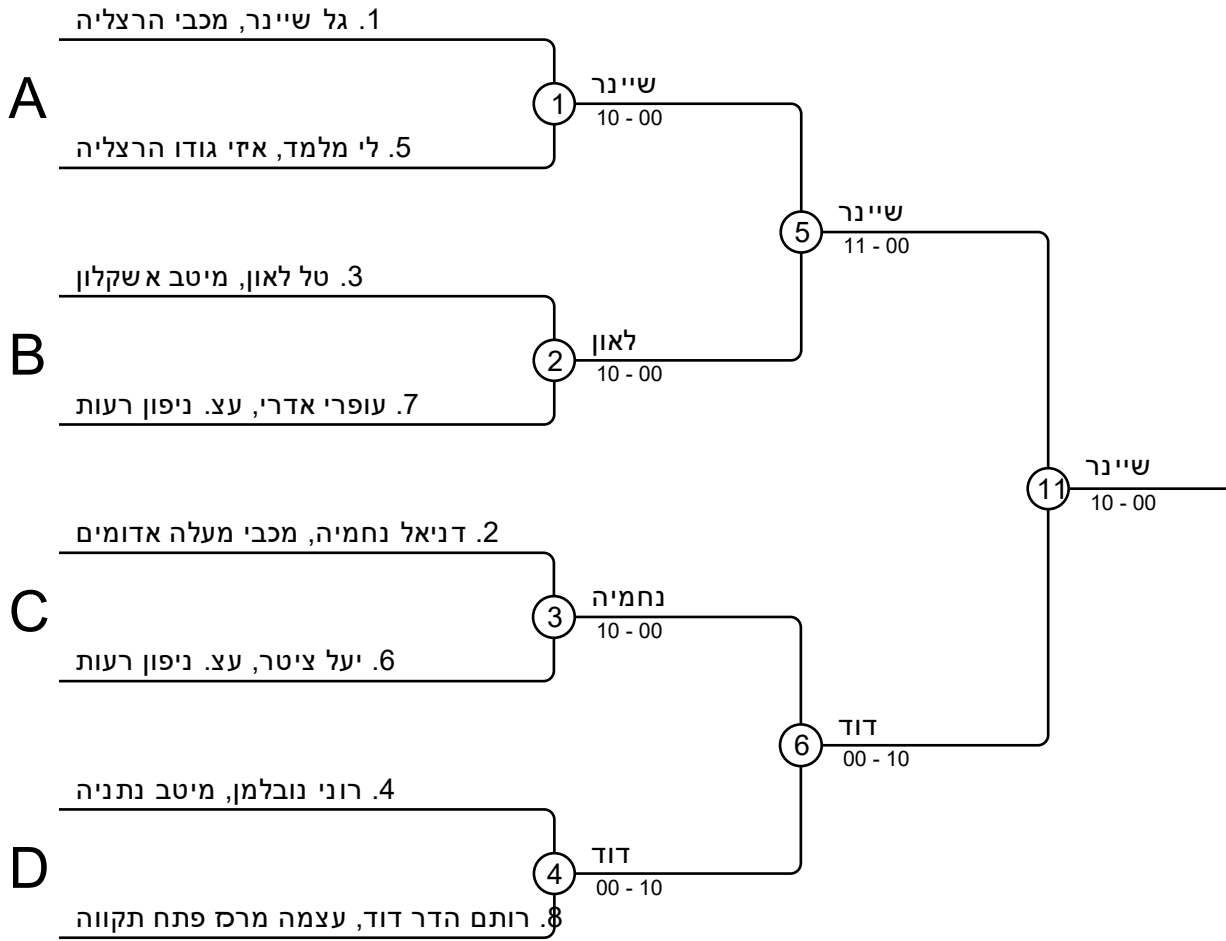 1. גל שיינר, מכבי הרצליה
A
1
שיינר
10 - 00
5. לי מלמד, איזי גודו הרצליה
5
שיינר
11 - 00
3. טל לאון, מיטב אשקלון
B
2
לאון
10 - 00
7. עופרי אדרי, עצ. ניפון רעות
11
שיינר
10 - 00
2. דניאל נחמיה, מכבי מעלה אדומים
C
3
נחמיה
10 - 00
6. יעל ציטר, עצ. ניפון רעות
6
דוד
00 - 10
4. רוני נובלמן, מיטב נתניה
D
4
דוד
00 - 10
8. רותם הדר דוד, עצמה מרכז פתח תקווה